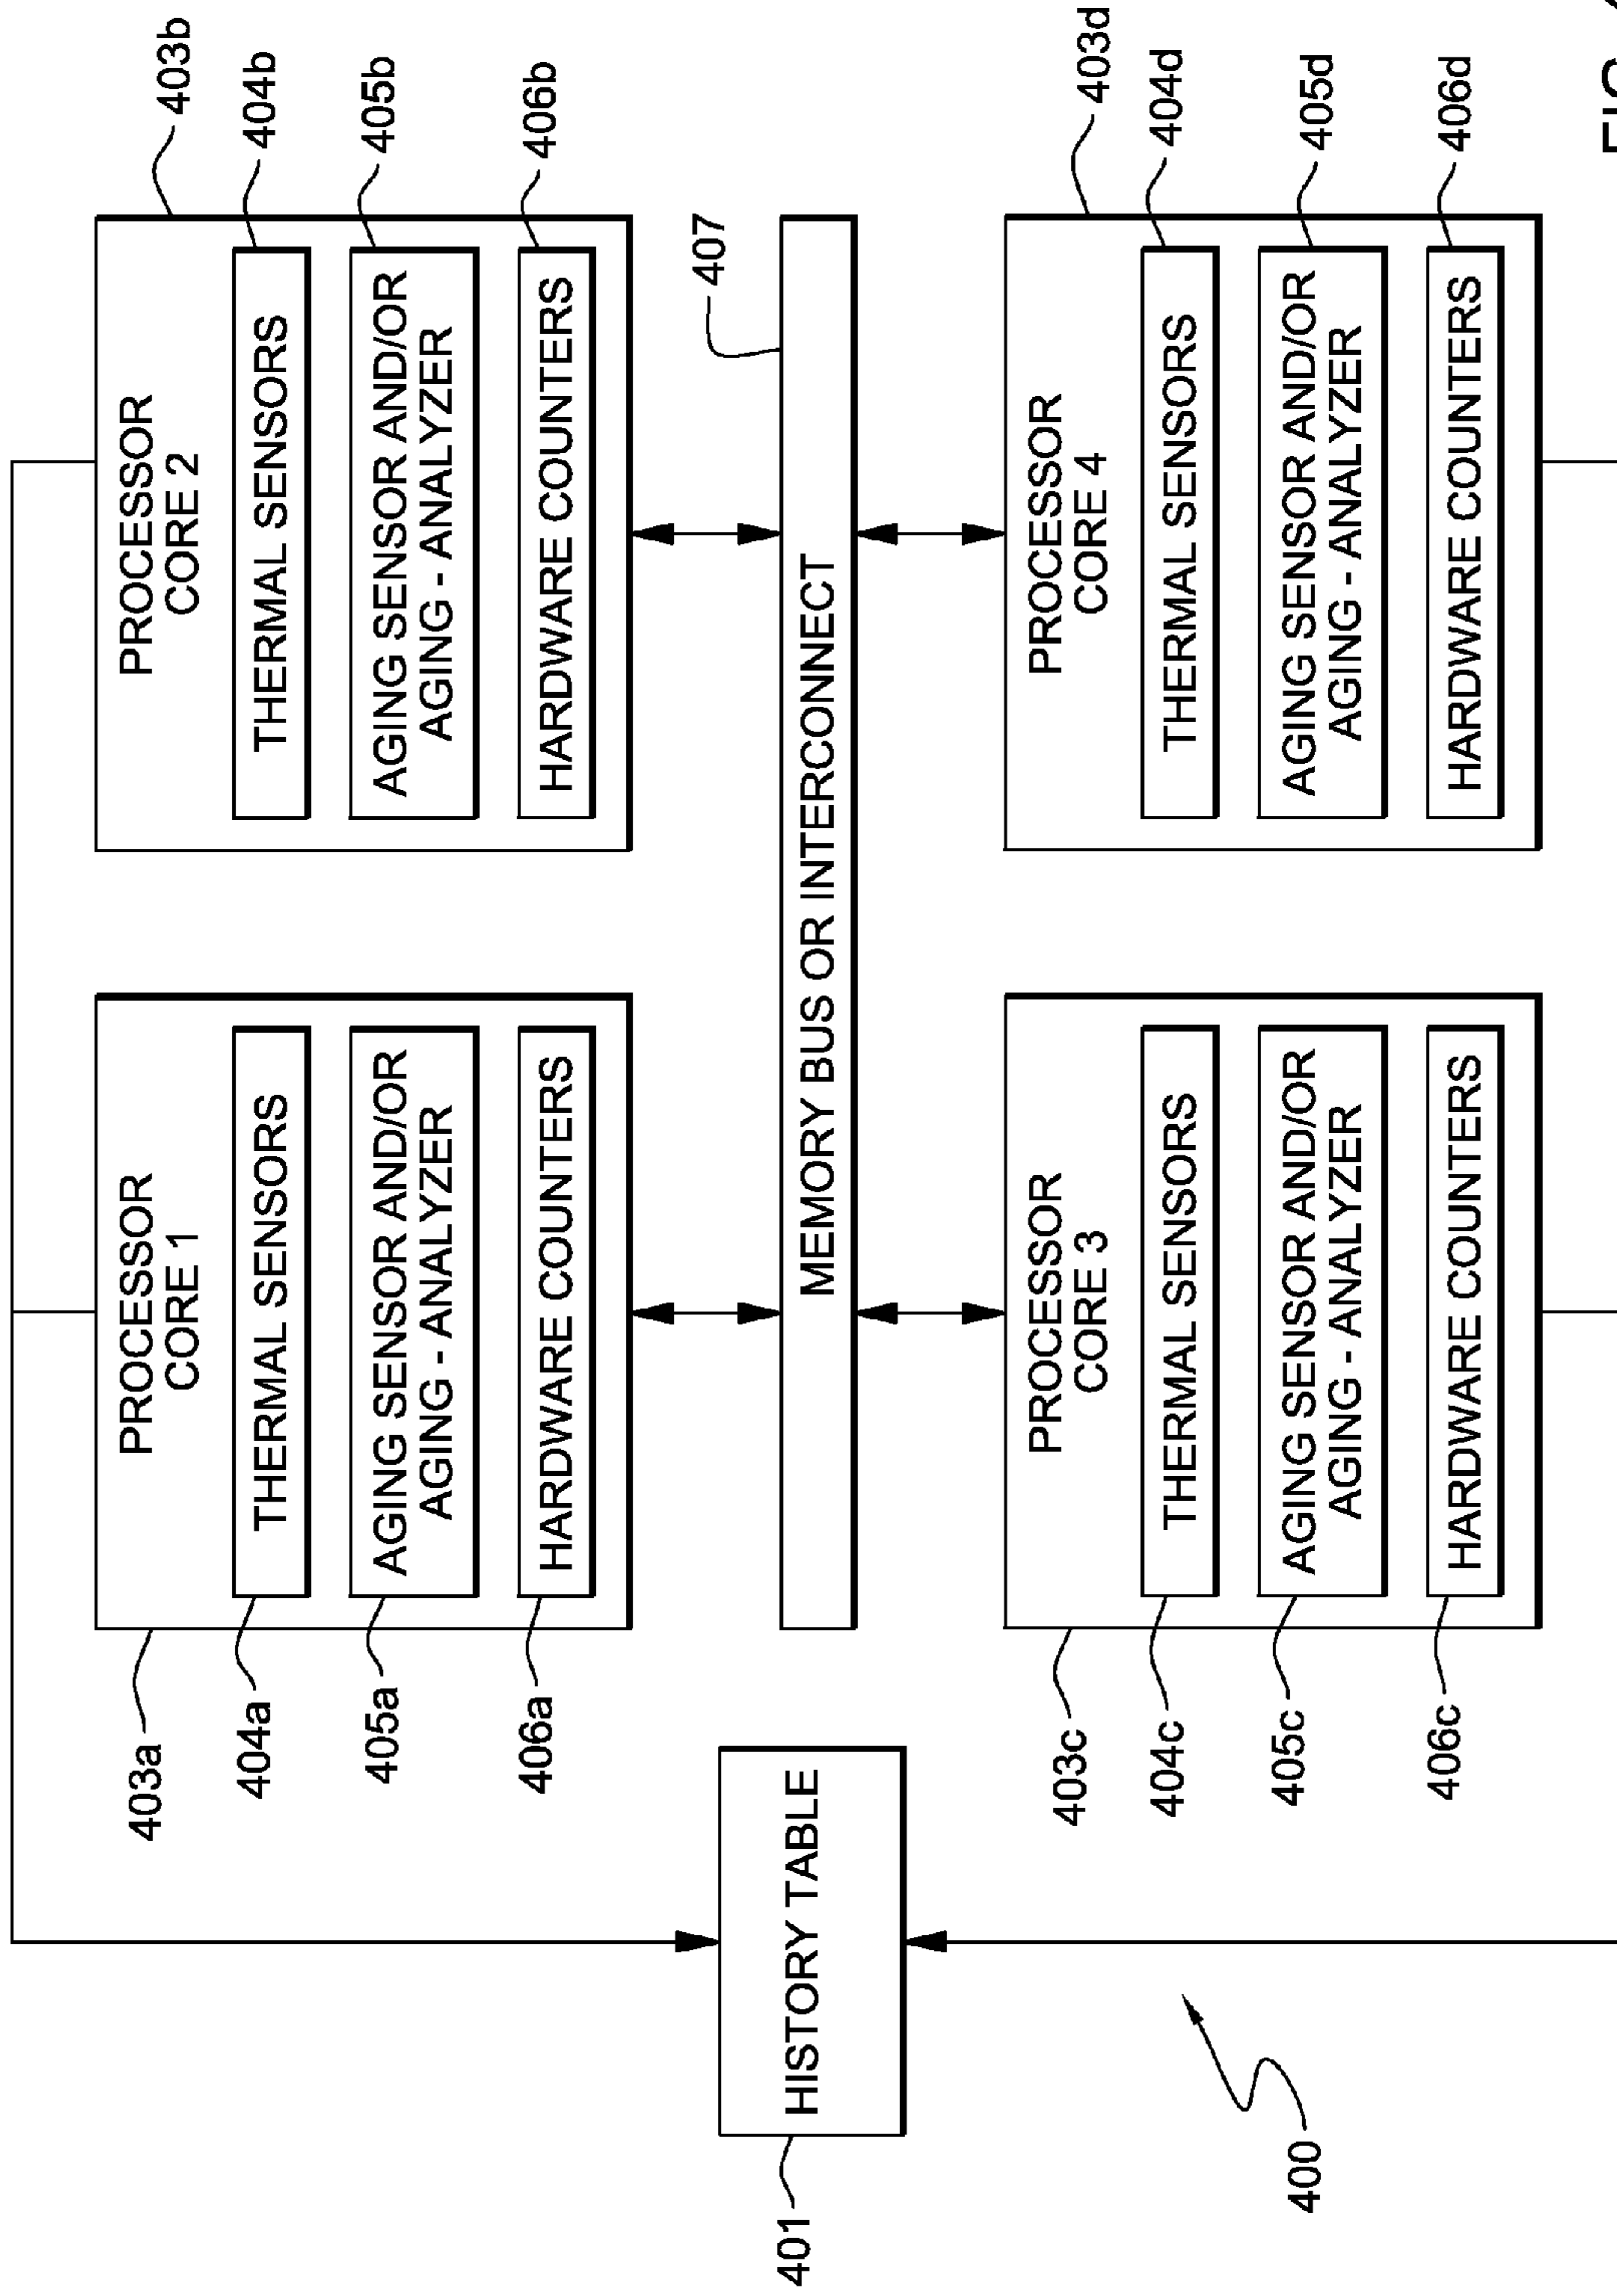 403a
PROCESSOR
CORE 1
404a
THERMAL SENSORS
405a
AGING SENSOR AND/OR
AGING - ANALYZER
406a
HARDWARE COUNTERS
PROCESSOR
CORE 2
403b
THERMAL SENSORS
404b
AGING SENSOR AND/OR
AGING - ANALYZER
405b
HARDWARE COUNTERS
406b
401
HISTORY TABLE
MEMORY BUS OR INTERCONNECT
407
403c
PROCESSOR
CORE 3
404c
THERMAL SENSORS
405c
AGING SENSOR AND/OR
AGING - ANALYZER
406c
HARDWARE COUNTERS
PROCESSOR
CORE 4
403d
THERMAL SENSORS
404d
AGING SENSOR AND/OR
AGING - ANALYZER
405d
HARDWARE COUNTERS
406d
400